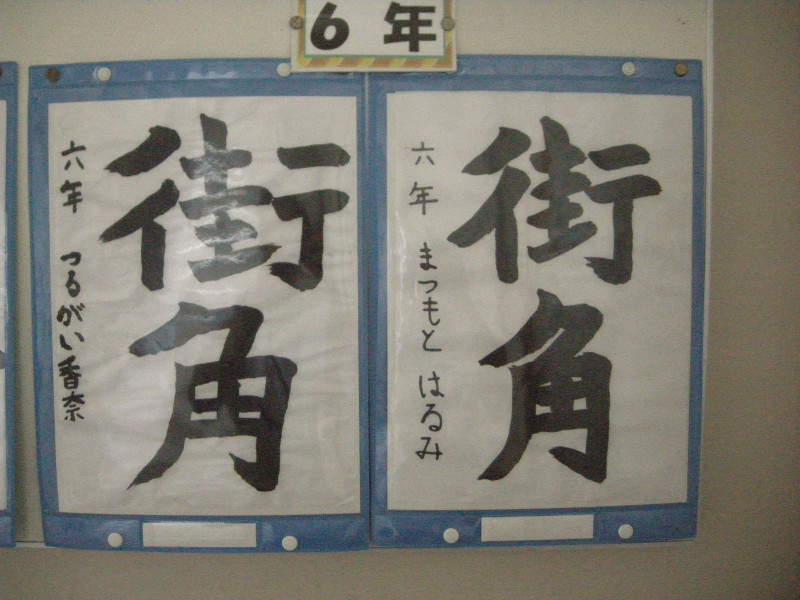 6年
街角
六年 まつもと はるみ
街角
六年 つるがい香奈